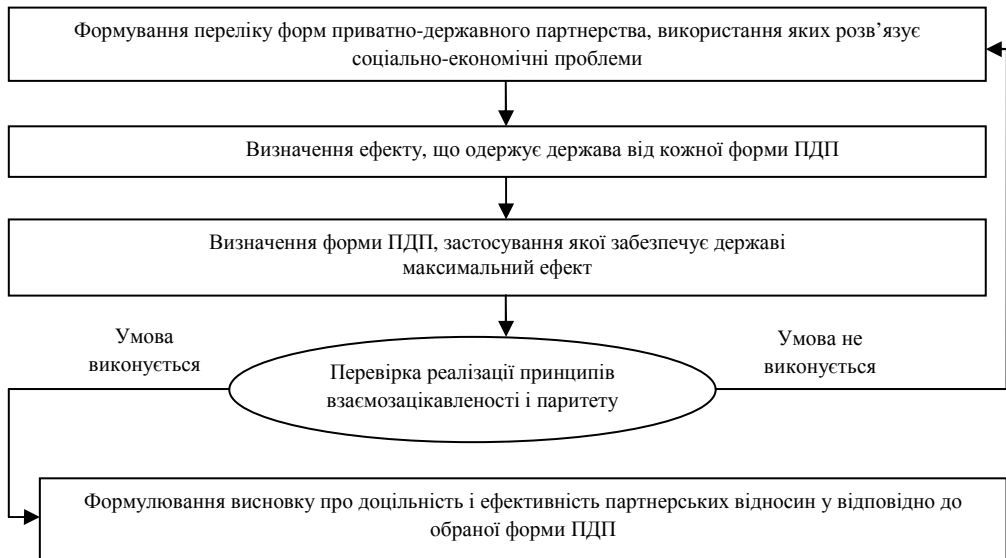 Формування переліку форм приватно-державного партнерства, використання яких розв’язує
соціально-економічні проблеми
Визначення ефекту, що одержує держава від кожної форми ПДП
Визначення форми ПДП, застосування якої забезпечує державі
максимальний ефект
Умова
виконується
Умова не
виконується
Перевірка реалізації принципів
взаємозацікавленості і паритету
Формулювання висновку про доцільність і ефективність партнерських відносин у відповідно до
обраної форми ПДП